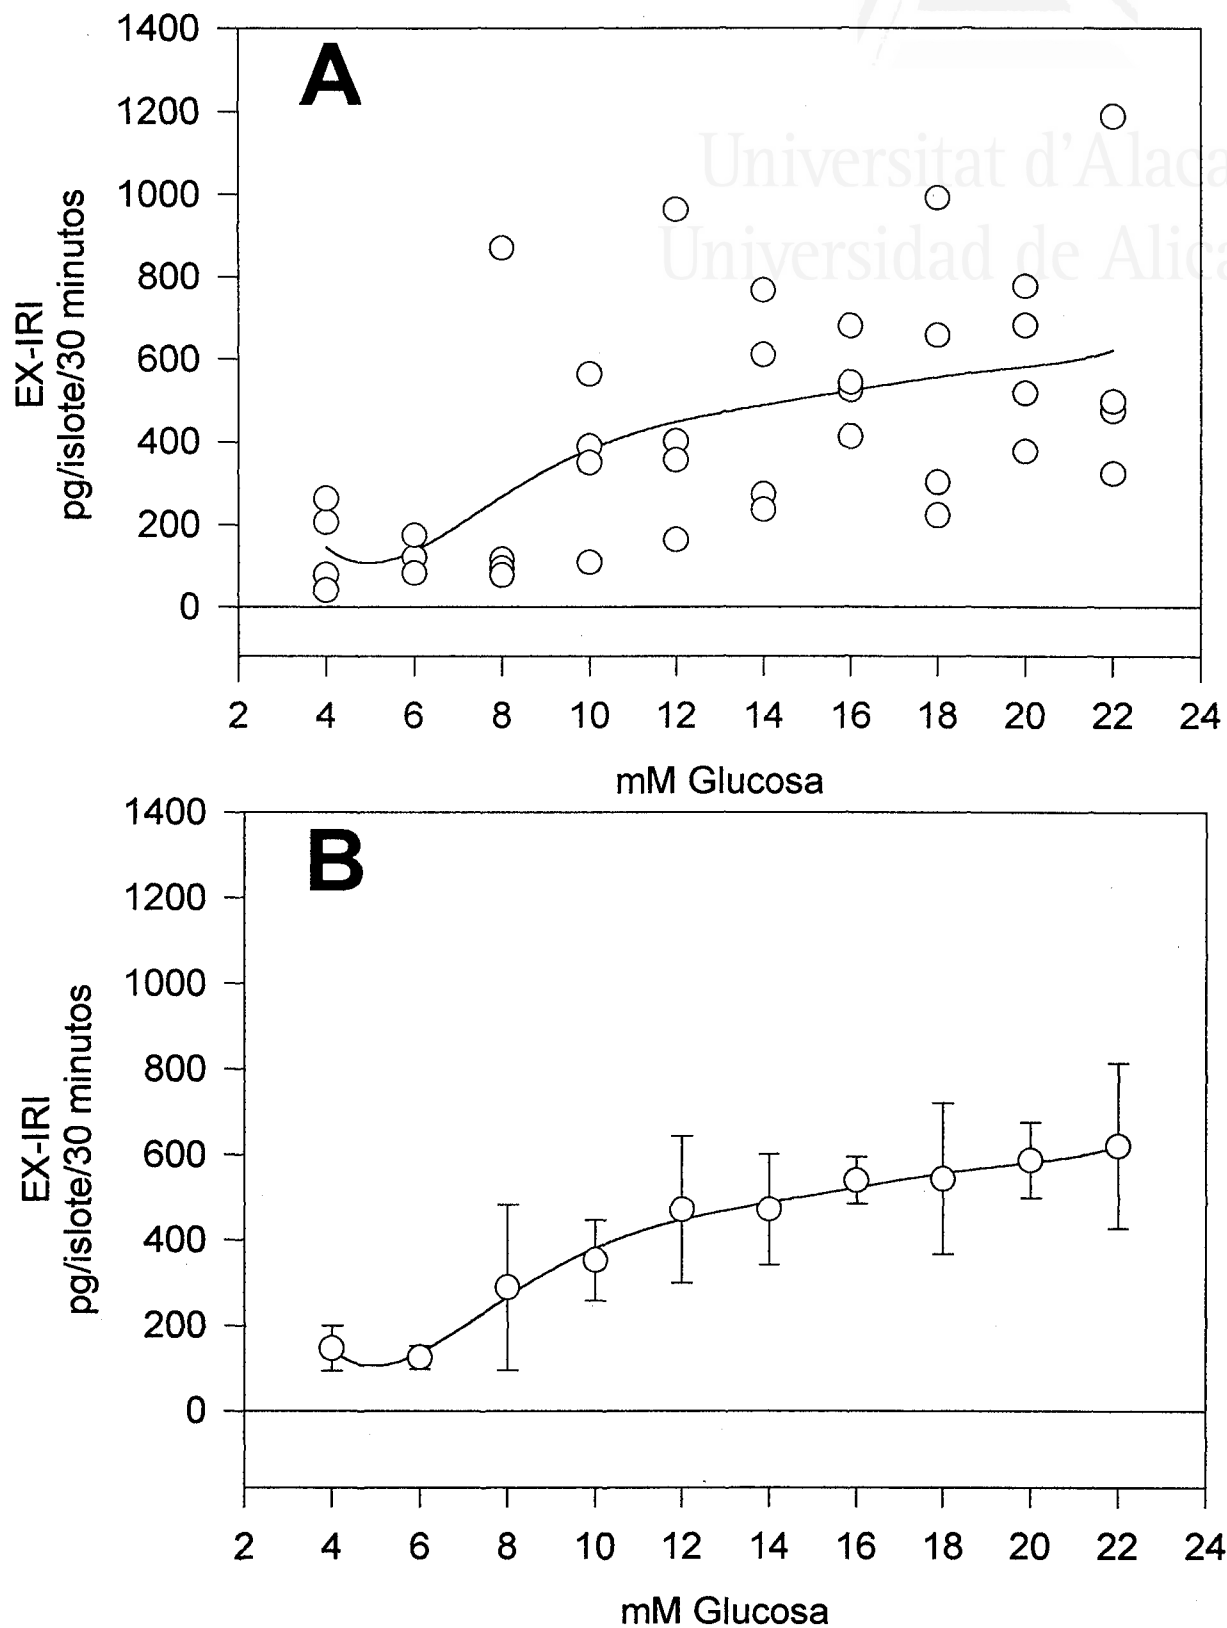 A
1400
1200
1000
800
600
400
200
0
EX-IRI
pg/islote/30 minutos
2 4 6 8 10 12 14 16 18 20 22 24
mM Glucosa
Universitat d'Alaca
Universidad de Alica
B
1400
1200
1000
800
600
400
200
0
EX-IRI
pg/islote/30 minutos
2 4 6 8 10 12 14 16 18 20 22 24
mM Glucosa